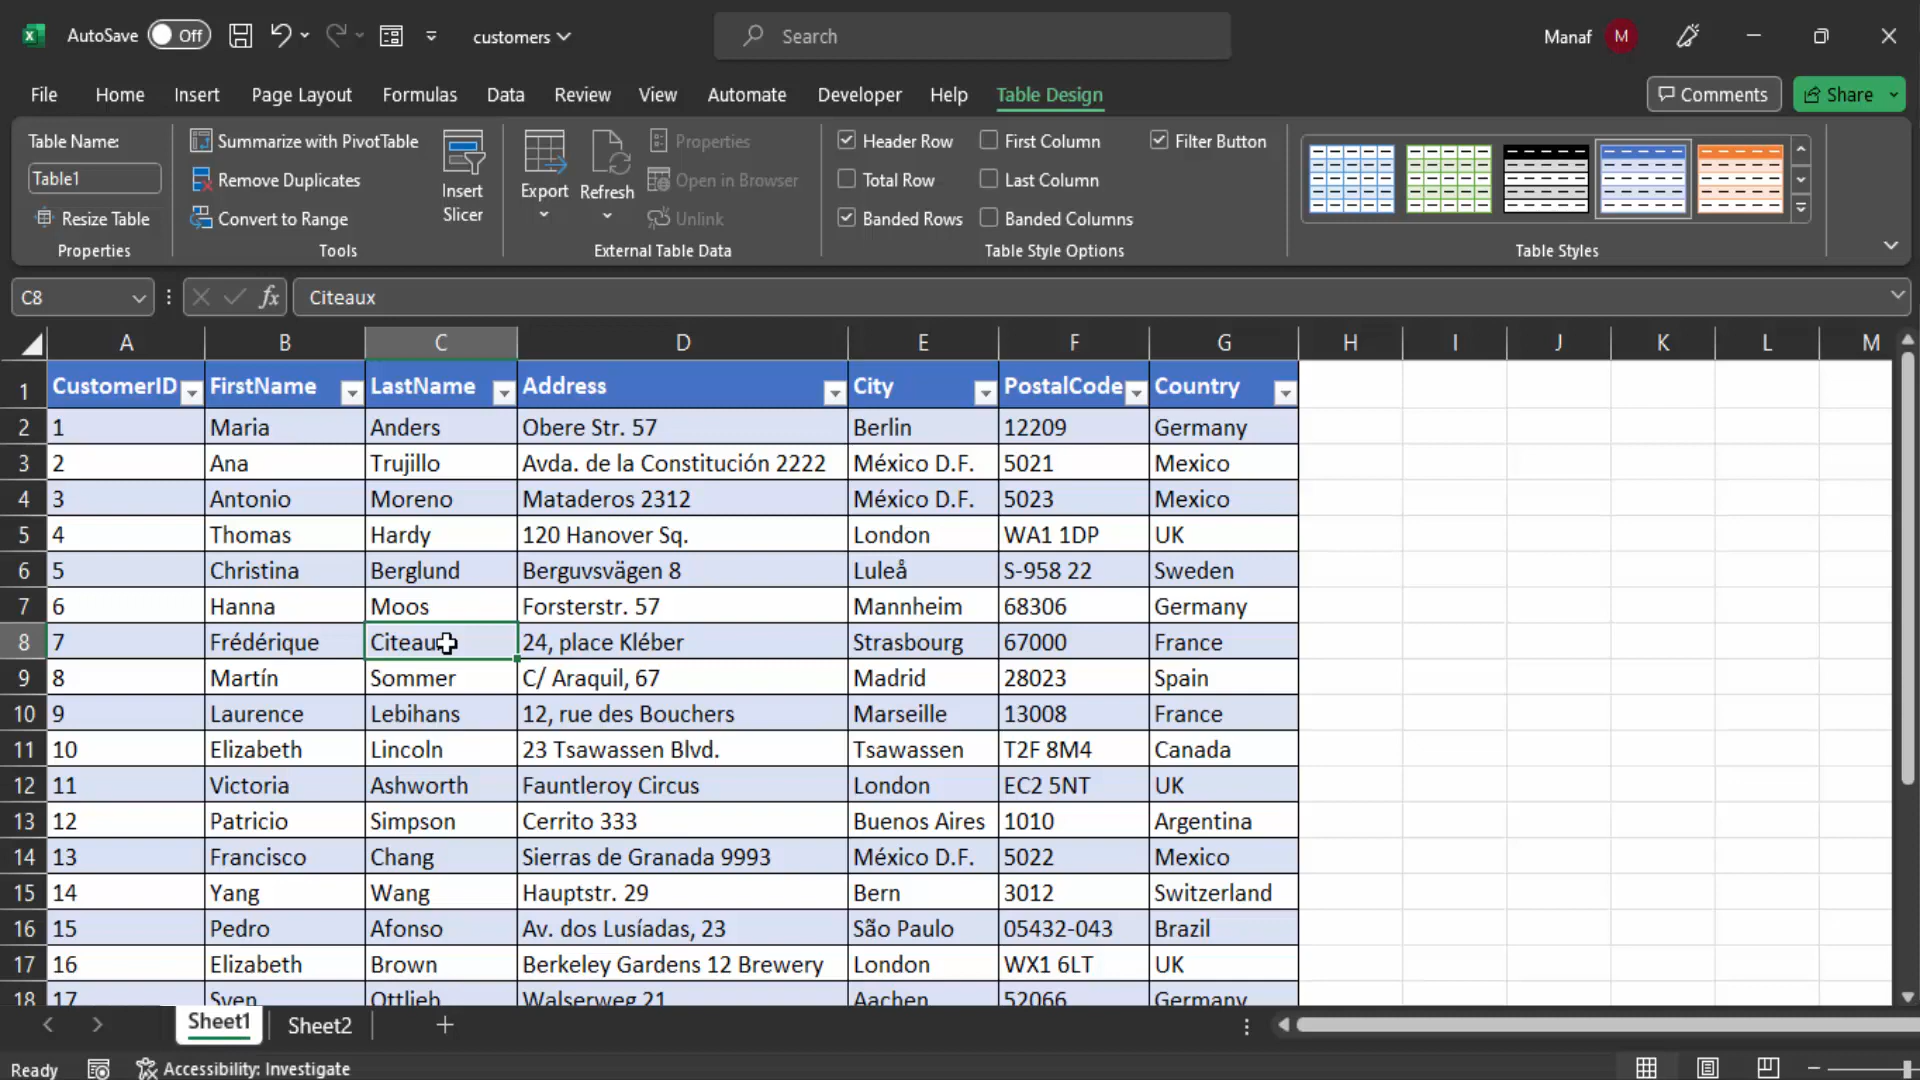 AutoSave Off customers Search Manaf M
File Home Insert Page Layout Formulas Data Review View Automate Developer Help Table Design Comments Share
Table Name:
Table1
Resize Table
Properties
Summarize with PivotTable
Remove Duplicates
Convert to Range
Insert
Slicer
Tools
Export
Refresh
Properties
Open in Browser
Unlink
External Table Data
Header Row First Column Filter Button
Total Row Last Column
Banded Rows Banded Columns
Table Style Options
Table Styles
C8 fx Citeaux
A B C D E F G H I J K L M
1 CustomerID FirstName LastName Address City PostalCode Country
2 1 Maria Anders Obere Str. 57 Berlin 12209 Germany
3 2 Ana Trujillo Avda. de la Constitución 2222 México D.F. 5021 Mexico
4 3 Antonio Moreno Mataderos 2312 México D.F. 5023 Mexico
5 4 Thomas Hardy 120 Hanover Sq. London WA1 1DP UK
6 5 Christina Berglund Berguvsvägen 8 Luleå S-958 22 Sweden
7 6 Hanna Moos Forsterstr. 57 Mannheim 68306 Germany
8 7 Frédérique Citeaux 24, place Kléber Strasbourg 67000 France
9 8 Martín Sommer C/ Araquil, 67 Madrid 28023 Spain
10 9 Laurence Lebihans 12, rue des Bouchers Marseille 13008 France
11 10 Elizabeth Lincoln 23 Tsawassen Blvd. Tsawassen T2F 8M4 Canada
12 11 Victoria Ashworth Fauntleroy Circus London EC2 5NT UK
13 12 Patricio Simpson Cerrito 333 Buenos Aires 1010 Argentina
14 13 Francisco Chang Sierras de Granada 9993 México D.F. 5022 Mexico
15 14 Yang Wang Hauptstr. 29 Bern 3012 Switzerland
16 15 Pedro Afonso Av. dos Lusíadas, 23 São Paulo 05432-043 Brazil
17 16 Elizabeth Brown Berkeley Gardens 12 Brewery London WX1 6LT UK
18 17 Sven Ottlieb Walserweg 21 Aachen 52066 Germany
Sheet1 Sheet2
Ready Accessibility: Investigate